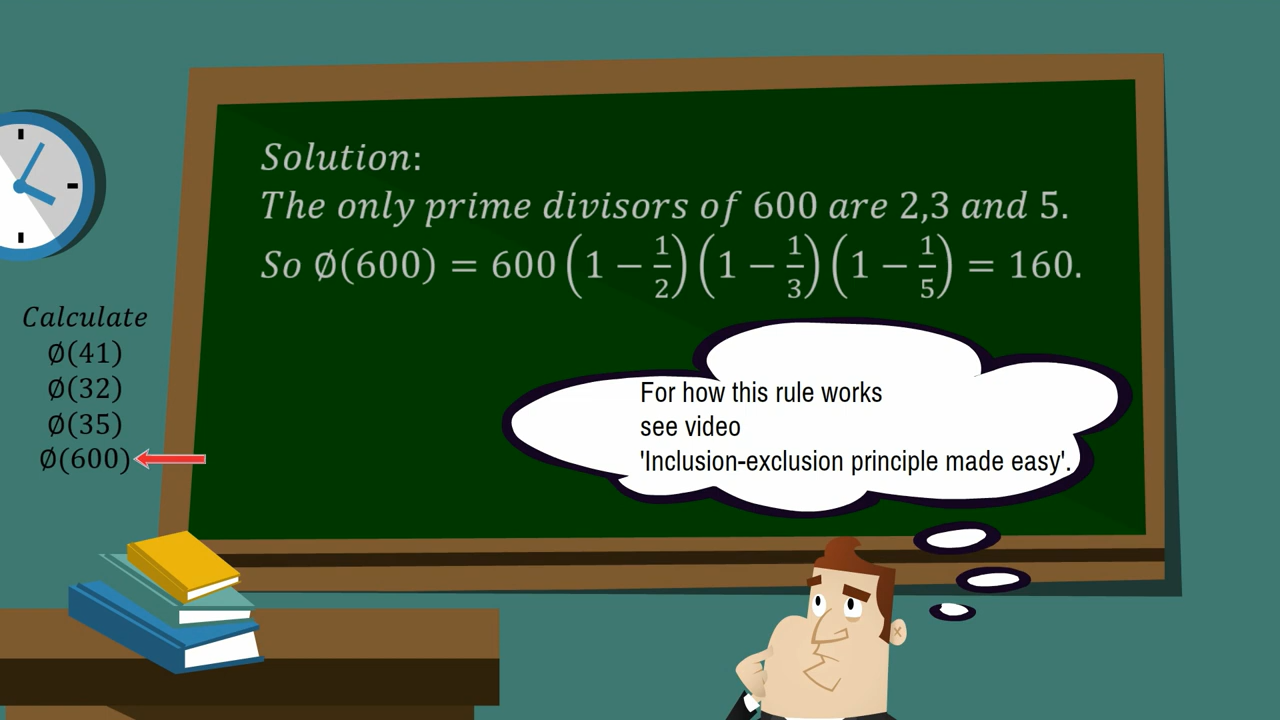 Solution:
The only prime divisors of 600 are 2,3 and 5.
So ∅(600) = 600(1 − 1/2)(1 − 1/3)(1 − 1/5) = 160.
Calculate
∅(41)
∅(32)
∅(35)
∅(600)
For how this rule works
see video
'Inclusion-exclusion principle made easy'.